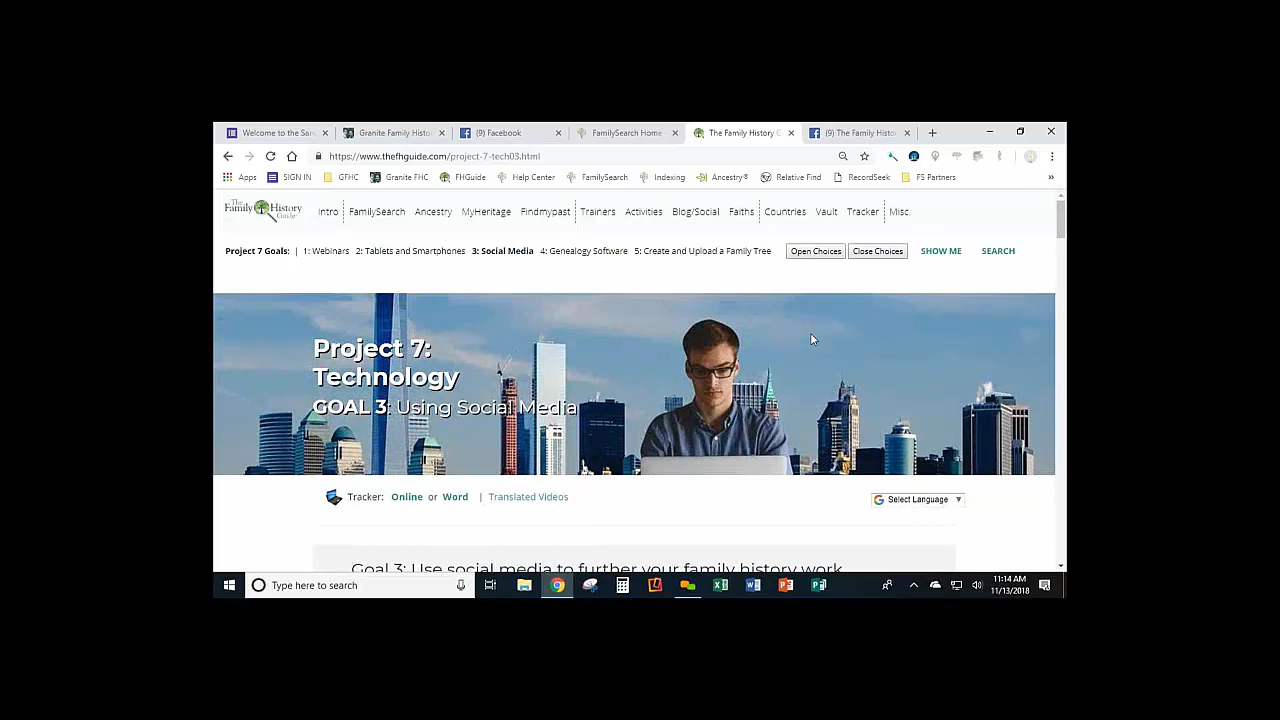 Welcome to the San
Granite Family Histo
(9) Facebook
FamilySearch Home
The Family History G
(9) The Family Histo
https://www.thefhguide.com/project-7-tech03.html
Apps SIGN IN GFHC Granite FHC FHGuide Help Center FamilySearch Indexing Ancestry® Relative Find RecordSeek FS Partners »
The Family History Guide
Intro FamilySearch Ancestry MyHeritage Findmypast Trainers Activities Blog/Social Faiths Countries Vault Tracker Misc.
Project 7 Goals: | 1: Webinars 2: Tablets and Smartphones 3: Social Media 4: Genealogy Software 5: Create and Upload a Family Tree Open Choices Close Choices SHOW ME SEARCH
Project 7:
Technology
GOAL 3: Using Social Media
Tracker: Online or Word | Translated Videos
G Select Language ▼
Goal 3: Use social media to further your family history work
Type here to search
11:14 AM
11/13/2018